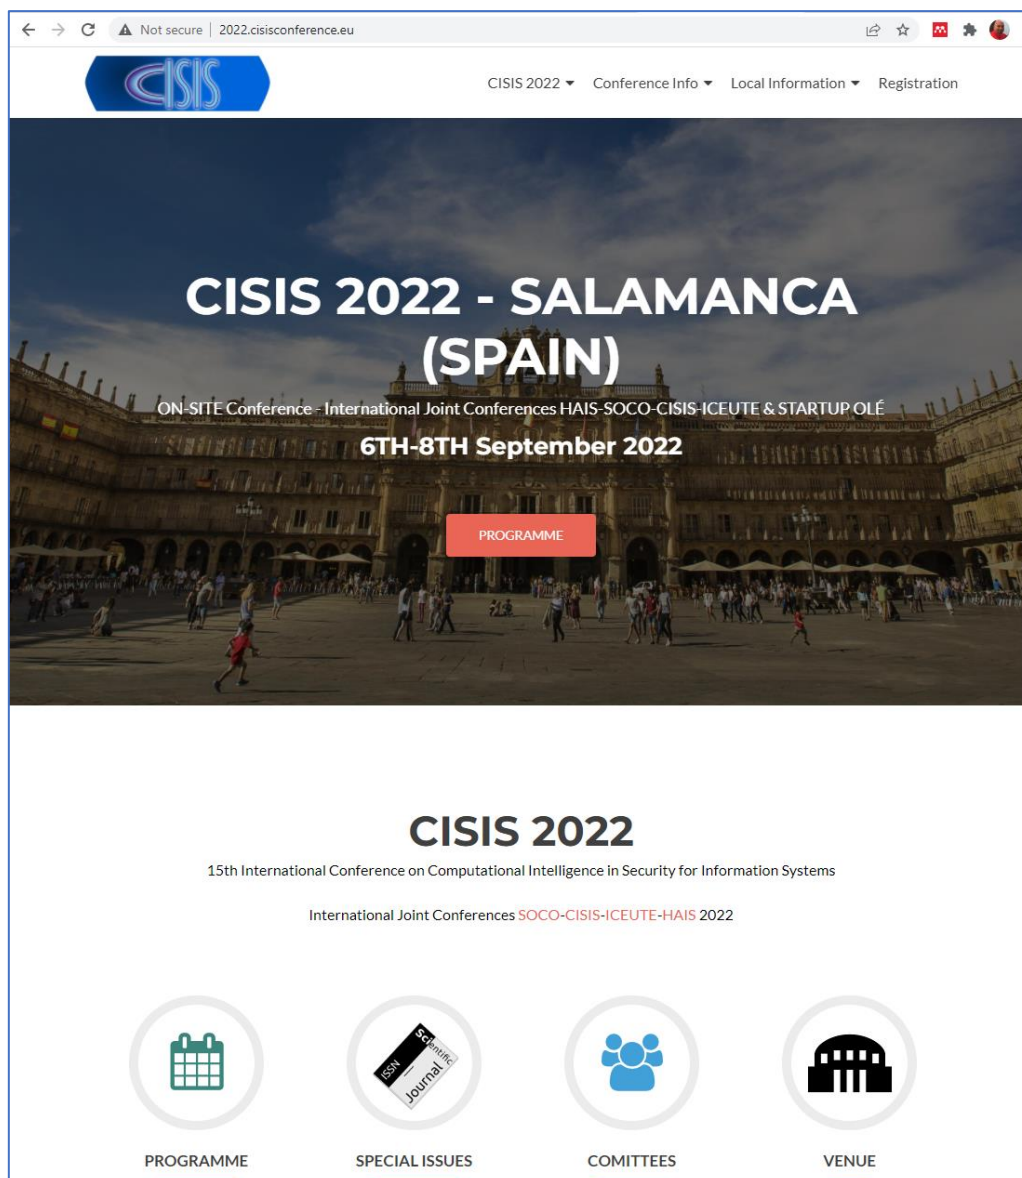 Not secure | 2022.cisisconference.eu
CISIS
CISIS 2022 Conference Info Local Information Registration
CISIS 2022 - SALAMANCA
(SPAIN)
ON-SITE Conference - International Joint Conferences HAIS-SOCO-CISIS-ICEUTE & STARTUP OLÉ
6TH-8TH September 2022
PROGRAMME
CISIS 2022
15th International Conference on Computational Intelligence in Security for Information Systems
International Joint Conferences SOCO-CISIS-ICEUTE-HAIS 2022
ISSN
Scientific
Journal
PROGRAMME SPECIAL ISSUES COMITTEES VENUE